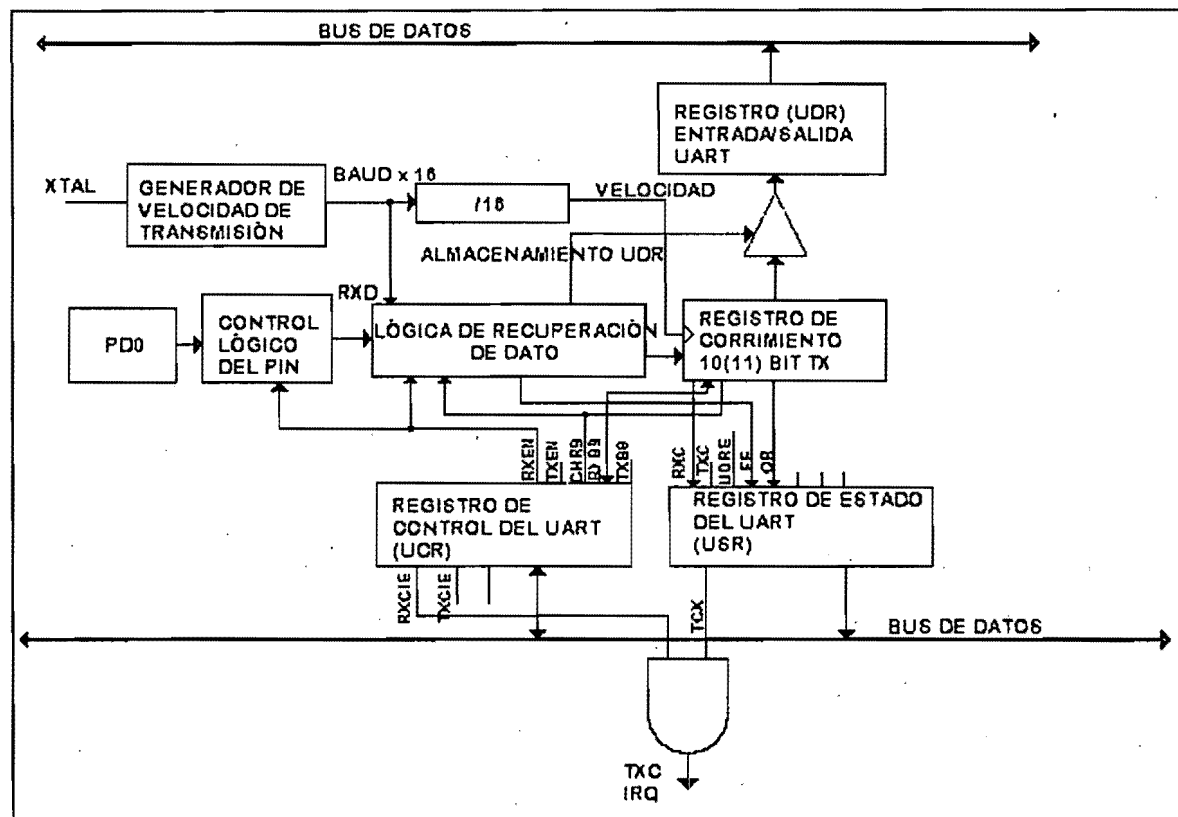 BUS DE DATOS
REGISTRO (UDR)
ENTRADA/SALIDA
UART
XTAL
GENERADOR DE
VELOCIDAD DE
TRANSMISIÓN
BAUD x 16
/16
VELOCIDAD
ALMACENAMIENTO UDR
RXD
PD0
CONTROL
LÓGICO
DEL PIN
LÓGICA DE RECUPERACIÓN
DE DATO
REGISTRO DE
CORRIMIENTO
10(11) BIT TX
RXEN
TXEN
CHR9
RXB9
TXB8
RXC
TXC
UDRE
FE
OR
REGISTRO DE
CONTROL DEL UART
(UCR)
REGISTRO DE ESTADO
DEL UART
(USR)
RXCIE
TXCIE
TCX
BUS DE DATOS
TXC
IRQ